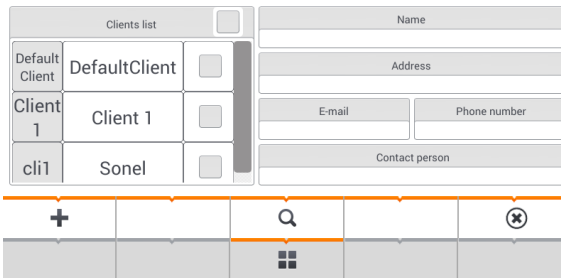 Clients list
Default
Client
DefaultClient
Client
1
Client 1
cli1
Sonel
Name
Address
E-mail
Phone number
Contact person